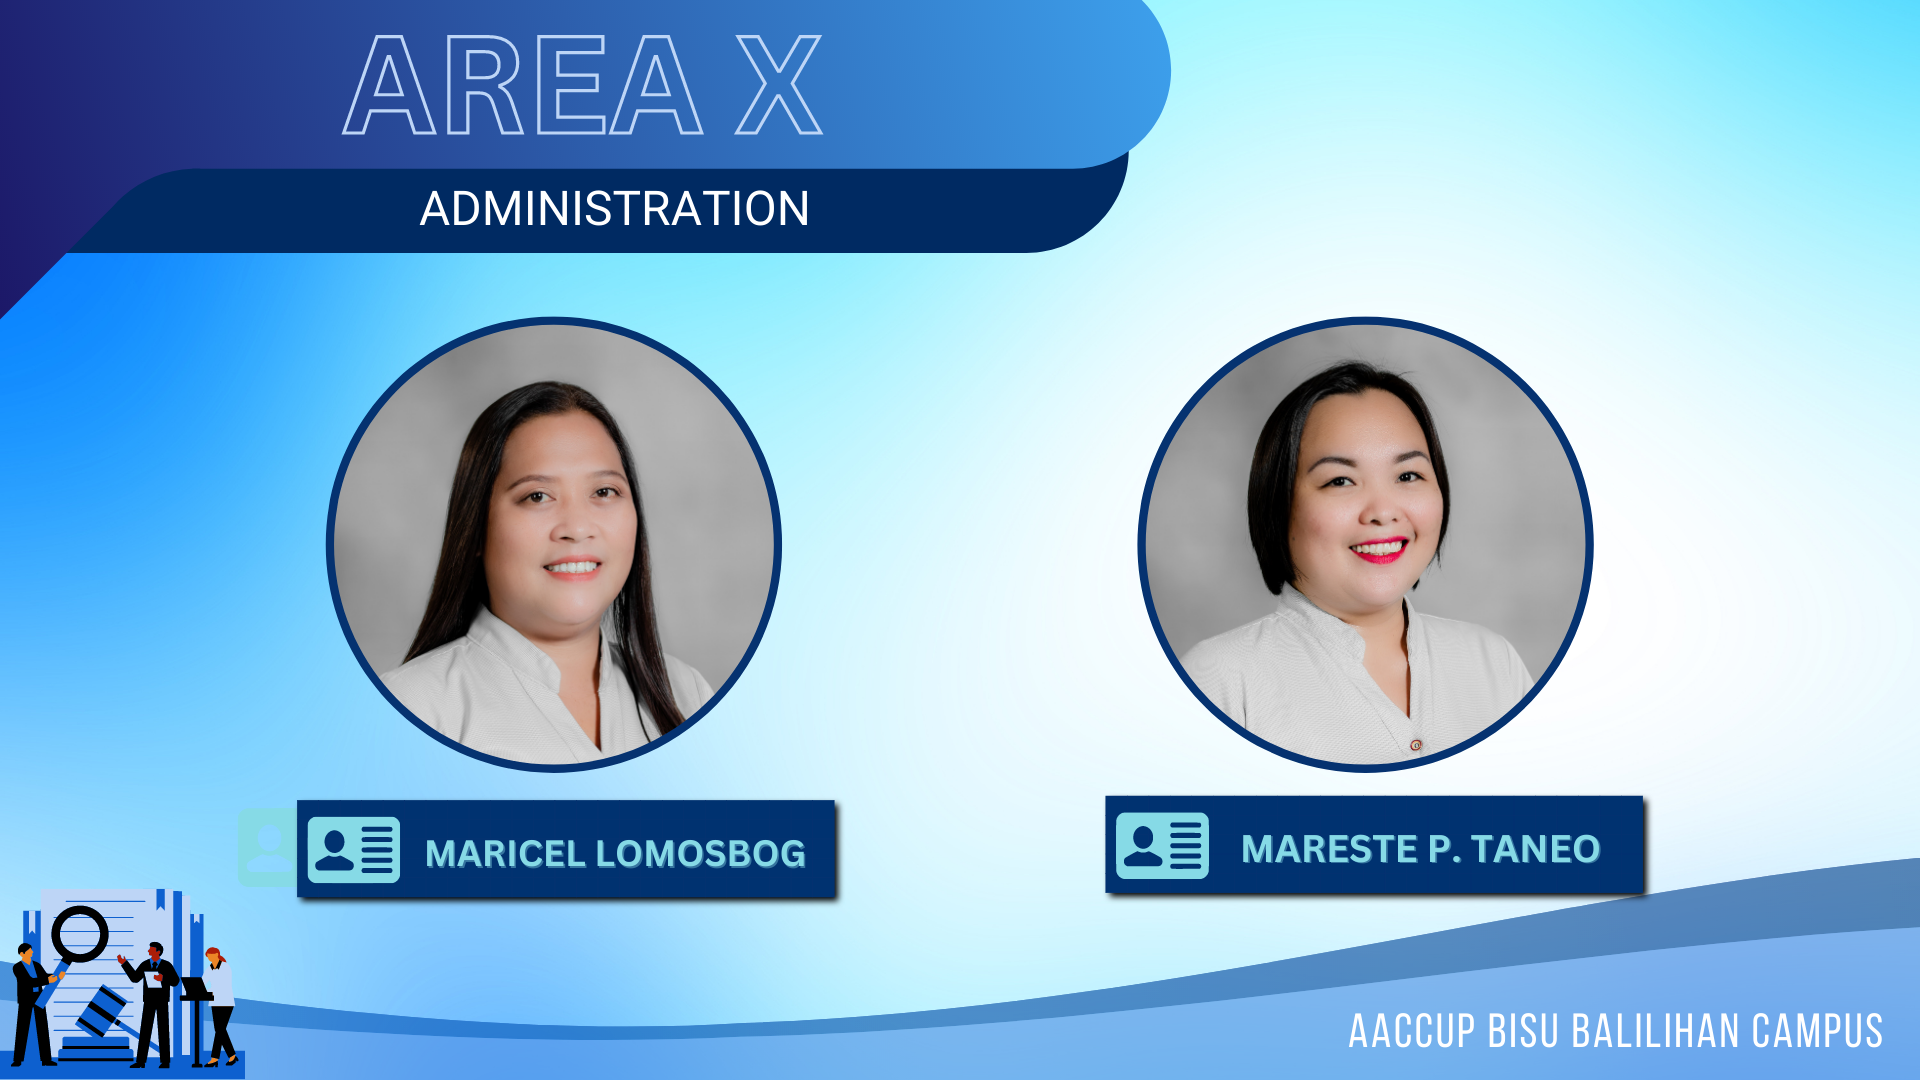 AREA X
ADMINISTRATION
MARICEL LOMOSBOG
MARESTE P. TANEO
AACCUP BISU BALILIHAN CAMPUS